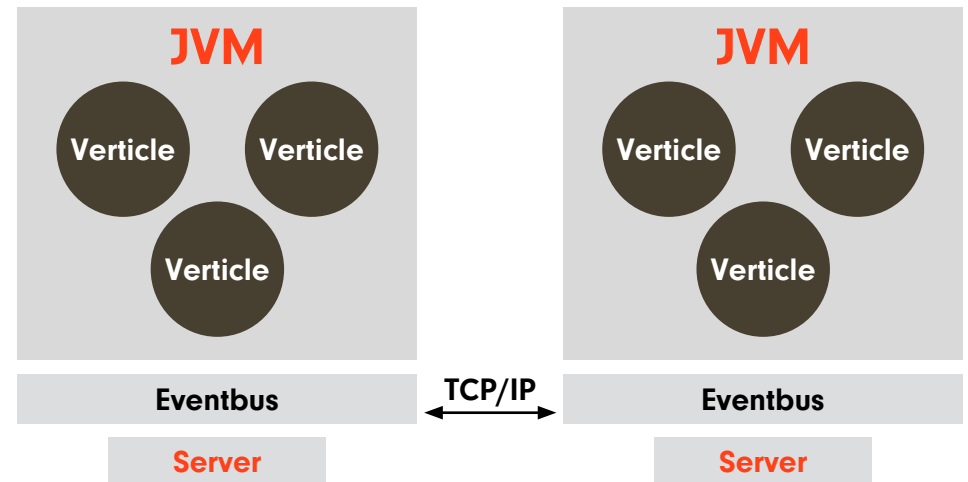 JVM
Verticle
Verticle
Verticle
Eventbus
Server
TCP/IP
JVM
Verticle
Verticle
Verticle
Eventbus
Server